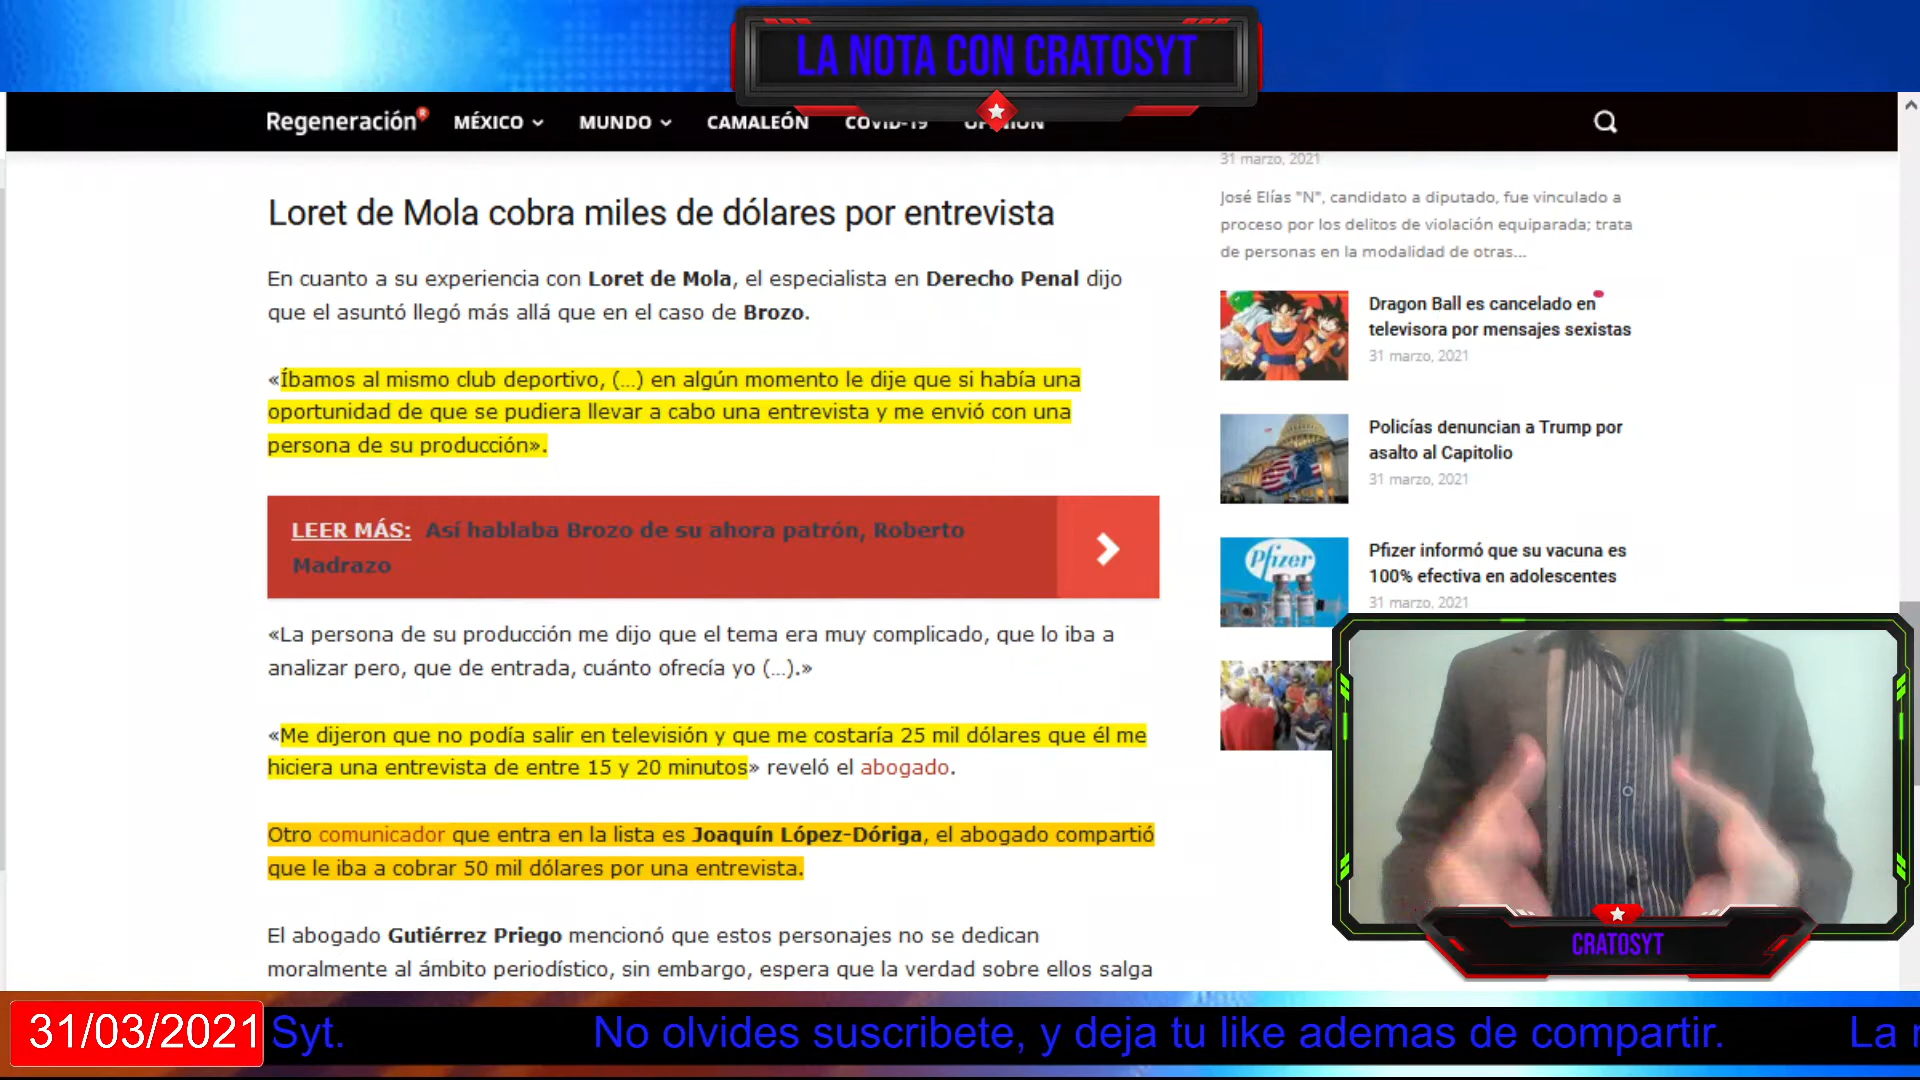 LA NOTA CON CRATOSYT
Regeneración
MÉXICO
MUNDO
CAMALEÓN
COVID-19
OPINIÓN
Loret de Mola cobra miles de dólares por entrevista
En cuanto a su experiencia con Loret de Mola, el especialista en Derecho Penal dijo
que el asuntó llegó más allá que en el caso de Brozo.
«Íbamos al mismo club deportivo, (...) en algún momento le dije que si había una
oportunidad de que se pudiera llevar a cabo una entrevista y me envió con una
persona de su producción».
LEER MÁS: Así hablaba Brozo de su ahora patrón, Roberto
Madrazo
«La persona de su producción me dijo que el tema era muy complicado, que lo iba a
analizar pero, que de entrada, cuánto ofrecía yo (...).»
«Me dijeron que no podía salir en televisión y que me costaría 25 mil dólares que él me
hiciera una entrevista de entre 15 y 20 minutos» reveló el abogado.
Otro comunicador que entra en la lista es Joaquín López-Dóriga, el abogado compartió
que le iba a cobrar 50 mil dólares por una entrevista.
El abogado Gutiérrez Priego mencionó que estos personajes no se dedican
moralmente al ámbito periodístico, sin embargo, espera que la verdad sobre ellos salga
31 marzo, 2021
José Elías "N", candidato a diputado, fue vinculado a
proceso por los delitos de violación equiparada; trata
de personas en la modalidad de otras...
Dragon Ball es cancelado en
televisora por mensajes sexistas
31 marzo, 2021
Policías denuncian a Trump por
asalto al Capitolio
31 marzo, 2021
Pfizer
Pfizer informó que su vacuna es
100% efectiva en adolescentes
31 marzo, 2021
CRATOSYT
31/03/2021
Syt. No olvides suscribete, y deja tu like ademas de compartir. La